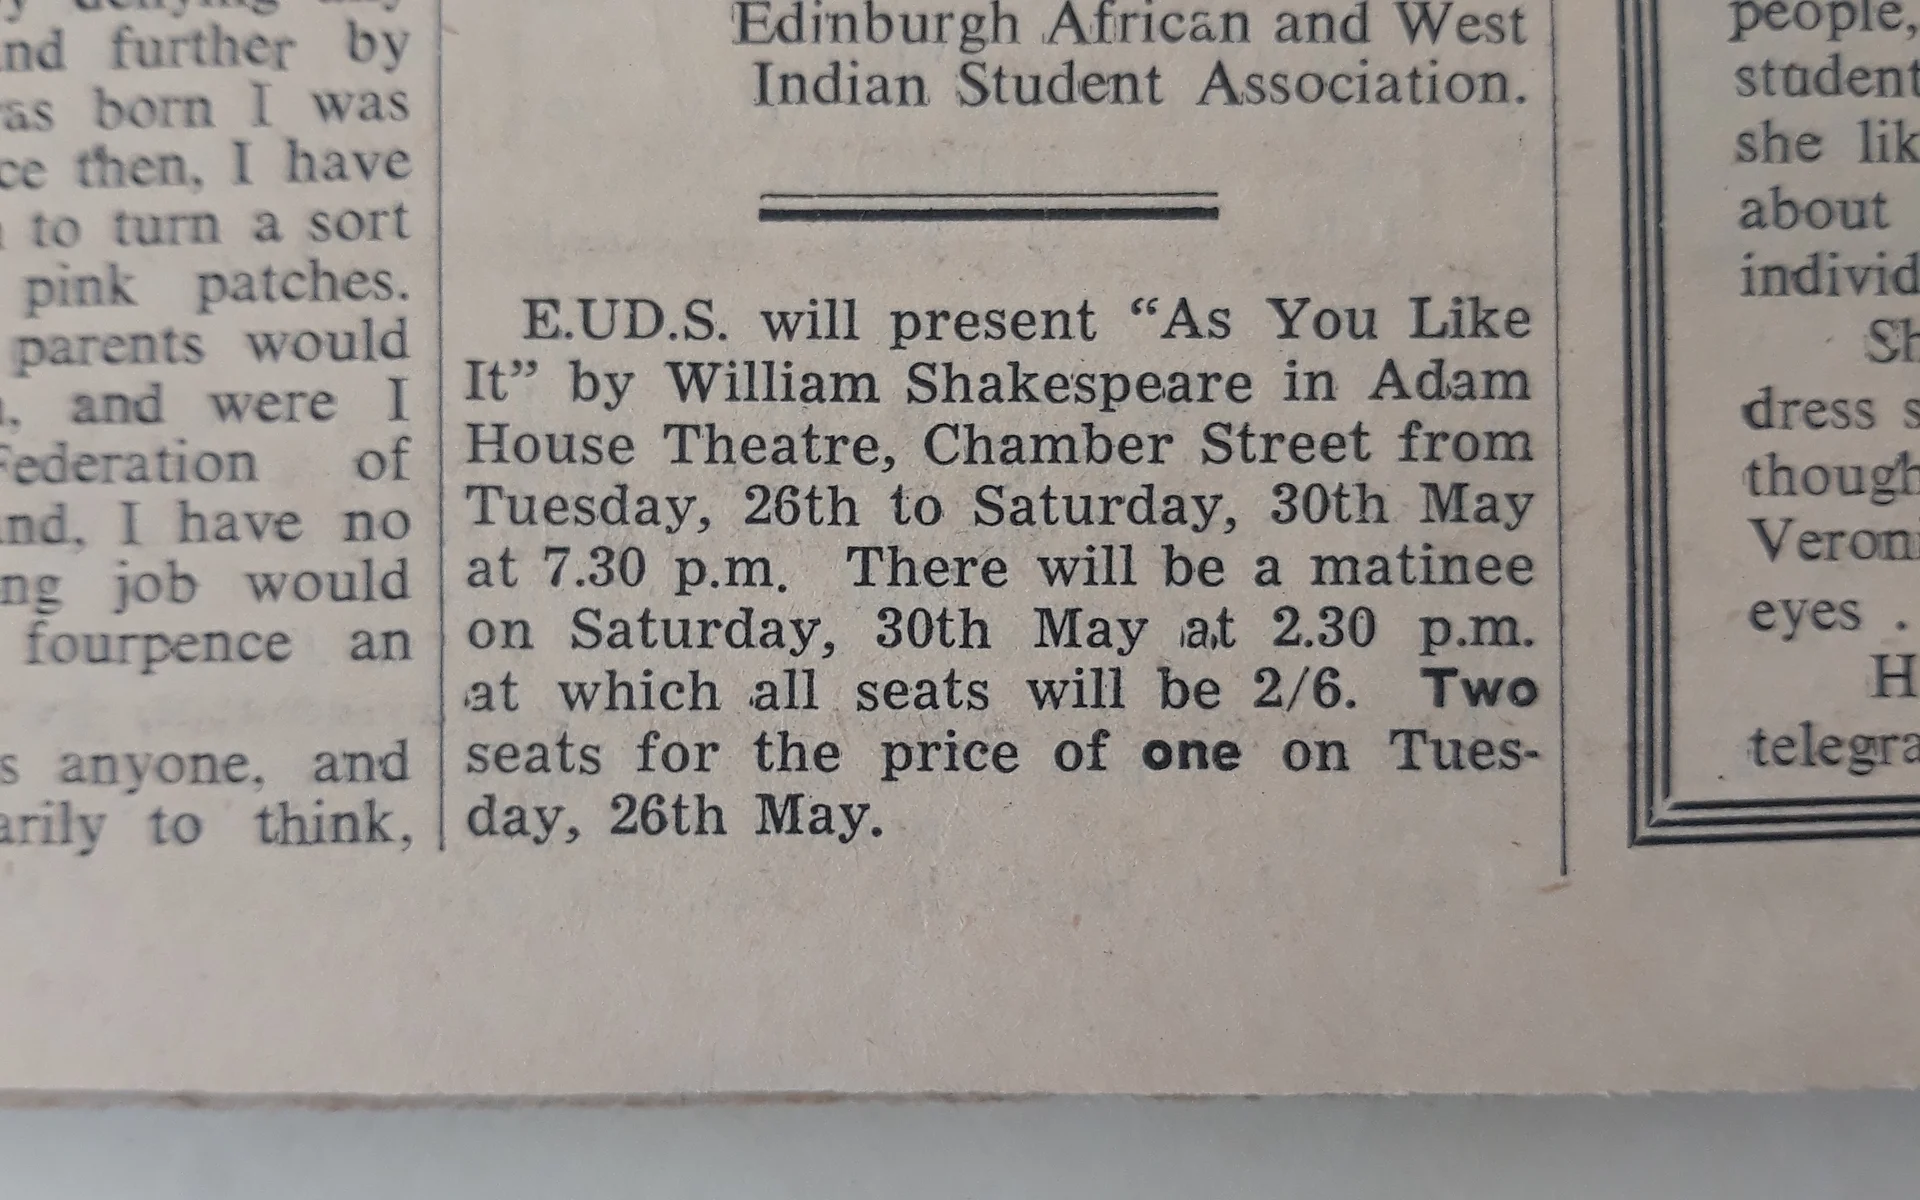 nd further by
as born I was
ce then, I have
to turn a sort
pink patches.
parents would
and were I
Federation of
nd, I have no
ng job would
fourpence an
s anyone, and
arily to think,
Edinburgh African and West
Indian Student Association.
E.UD.S. will present “As You Like
It” by William Shakespeare in Adam
House Theatre, Chamber Street from
Tuesday, 26th to Saturday, 30th May
at 7.30 p.m. There will be a matinee
on Saturday, 30th May at 2.30 p.m.
at which all seats will be 2/6. Two
seats for the price of one on Tues-
day, 26th May.
people,
student
she lik
about
individ
Sh
dress s
though
Veroni
eyes .
H
telegra